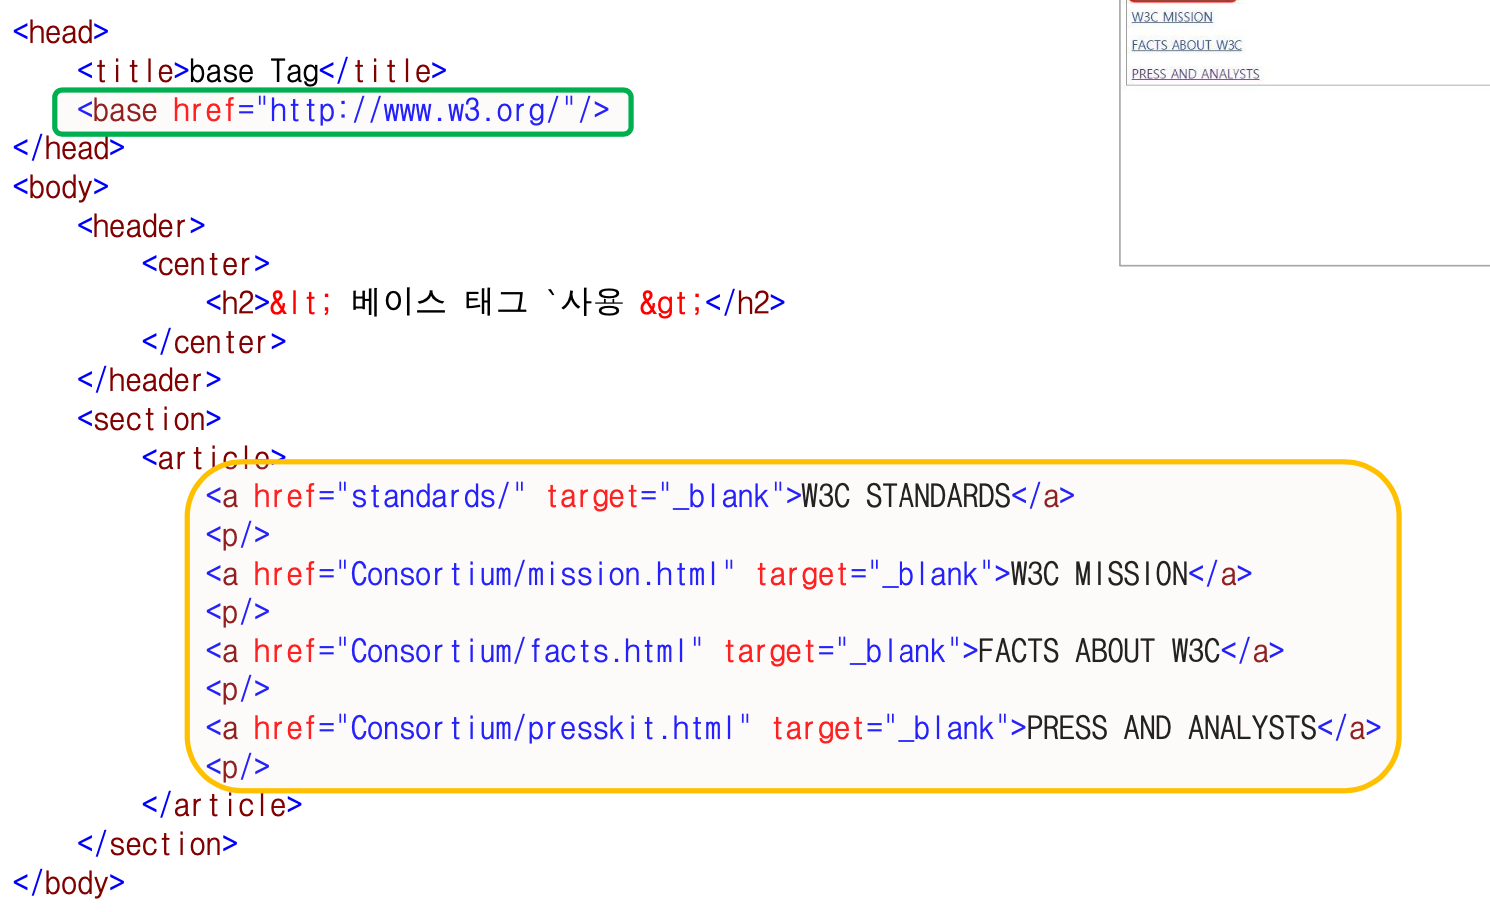 <head>
    <title>base Tag</title>
    <base href="http://www.w3.org/"/>
</head>
<body>
    <header>
        <center>
            <h2>&lt; 베이스 태그 `사용 &gt;</h2>
        </center>
    </header>
    <section>
        <article>
            <a href="standards/" target="_blank">W3C STANDARDS</a>
            <p/>
            <a href="Consortium/mission.html" target="_blank">W3C MISSION</a>
            <p/>
            <a href="Consortium/facts.html" target="_blank">FACTS ABOUT W3C</a>
            <p/>
            <a href="Consortium/presskit.html" target="_blank">PRESS AND ANALYSTS</a>
            <p/>
        </article>
    </section>
</body>
W3C MISSION
FACTS ABOUT W3C
PRESS AND ANALYSTS